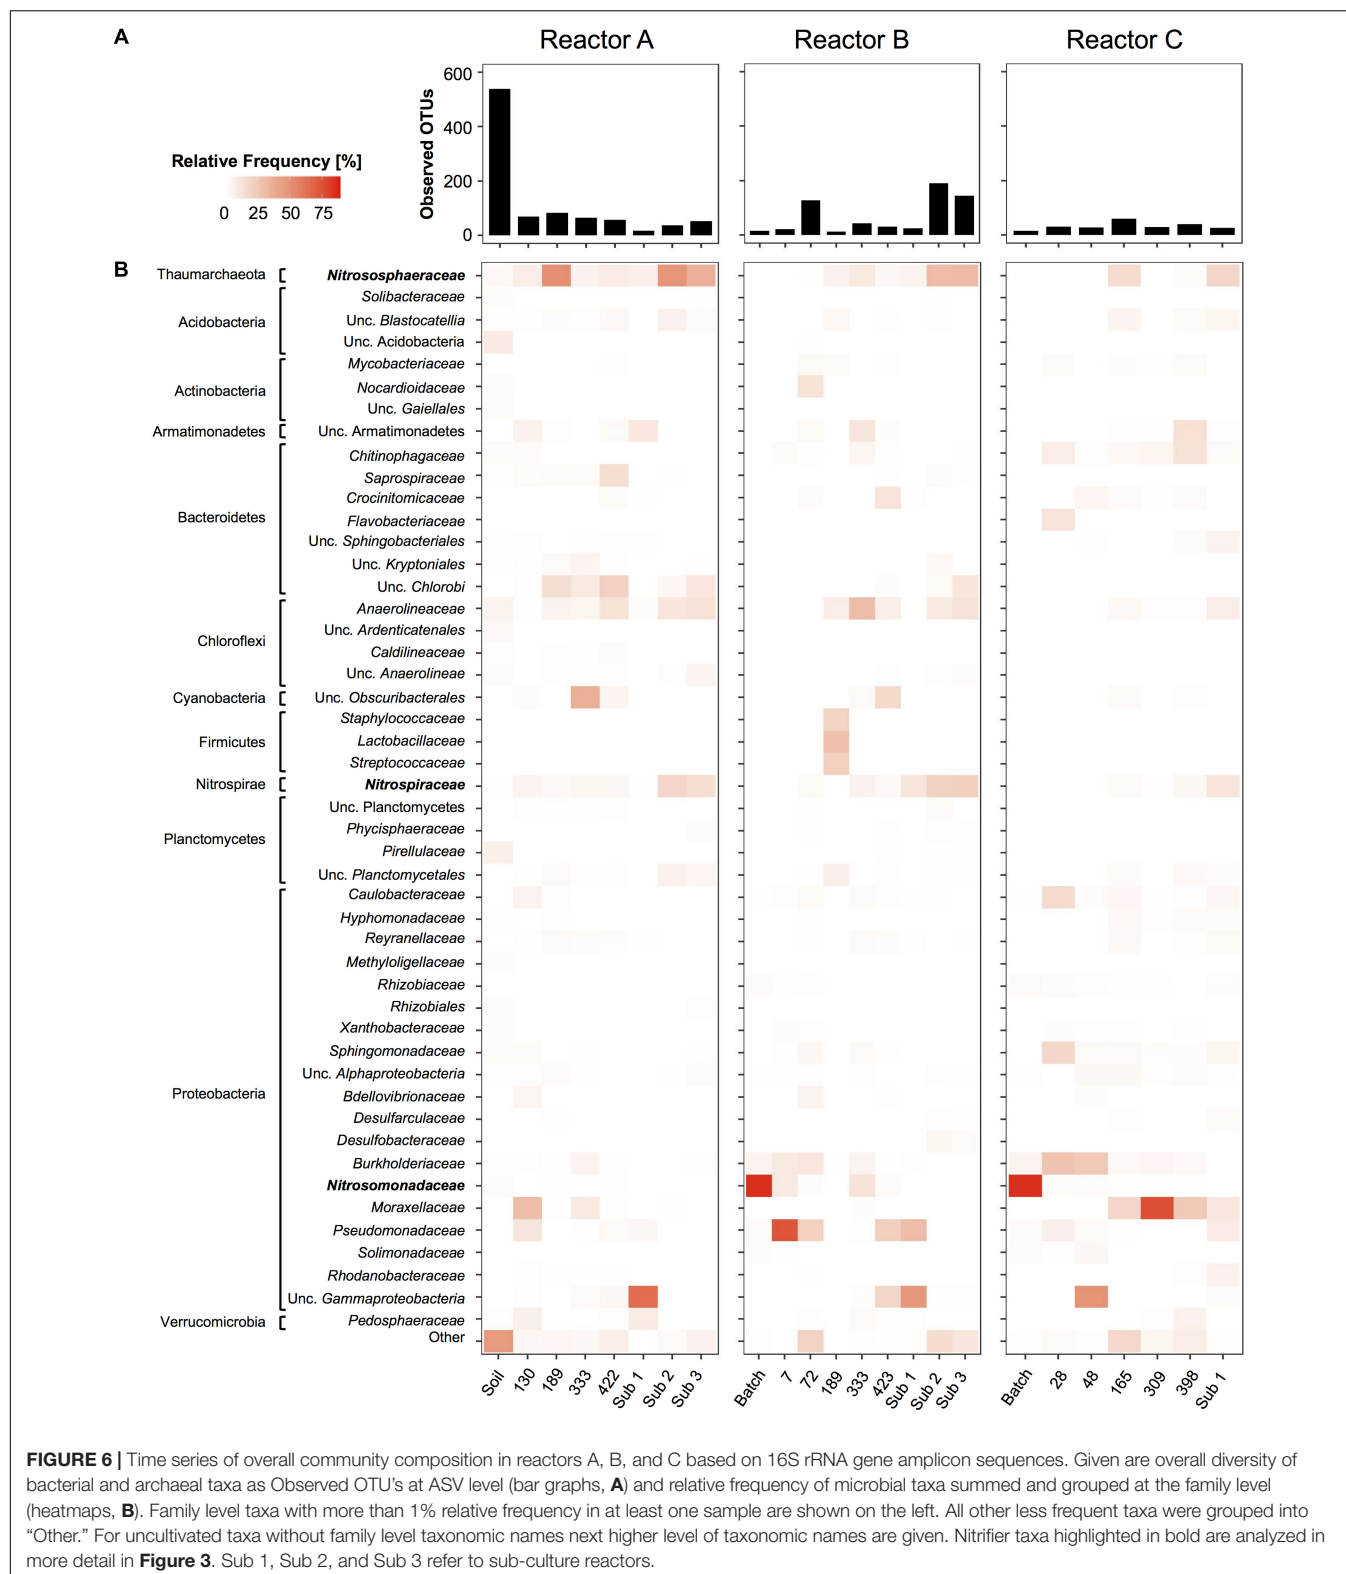 A
Reactor A
Reactor B
Reactor C
Observed OTUs
600
400
200
0
Relative Frequency [%]
0 25 50 75
B
Thaumarchaeota
Nitrososphaeraceae
Solibacteraceae
Acidobacteria
Unc. Blastocatellia
Unc. Acidobacteria
Mycobacteriaceae
Actinobacteria
Nocardioidaceae
Unc. Gaiellales
Armatimonadetes
Unc. Armatimonadetes
Chitinophagaceae
Saprospiraceae
Crocinitomicaceae
Bacteroidetes
Flavobacteriaceae
Unc. Sphingobacteriales
Unc. Kryptoniales
Unc. Chlorobi
Anaerolineaceae
Unc. Ardenticatenales
Chloroflexi
Caldilineaceae
Unc. Anaerolineae
Cyanobacteria
Unc. Obscuribacterales
Staphylococcaceae
Firmicutes
Lactobacillaceae
Streptococcaceae
Nitrospirae
Nitrospiraceae
Unc. Planctomycetes
Phycisphaeraceae
Planctomycetes
Pirellulaceae
Unc. Planctomycetales
Caulobacteraceae
Hyphomonadaceae
Reyranellaceae
Methyloligellaceae
Rhizobiaceae
Rhizobiales
Xanthobacteraceae
Sphingomonadaceae
Unc. Alphaproteobacteria
Proteobacteria
Bdellovibrionaceae
Desulfarculaceae
Desulfobacteraceae
Burkholderiaceae
Nitrosomonadaceae
Moraxellaceae
Pseudomonadaceae
Solimonadaceae
Rhodanobacteraceae
Unc. Gammaproteobacteria
Verrucomicrobia
Pedosphaeraceae
Other
Soil 130 189 333 422 Sub 1 Sub 2 Sub 3
Batch 7 72 189 333 423 Sub 1 Sub 2 Sub 3
Batch 28 48 165 309 398 Sub 1
FIGURE 6 | Time series of overall community composition in reactors A, B, and C based on 16S rRNA gene amplicon sequences. Given are overall diversity of
bacterial and archaeal taxa as Observed OTU's at ASV level (bar graphs, A) and relative frequency of microbial taxa summed and grouped at the family level
(heatmaps, B). Family level taxa with more than 1% relative frequency in at least one sample are shown on the left. All other less frequent taxa were grouped into
"Other." For uncultivated taxa without family level taxonomic names next higher level of taxonomic names are given. Nitrifier taxa highlighted in bold are analyzed in
more detail in Figure 3. Sub 1, Sub 2, and Sub 3 refer to sub-culture reactors.